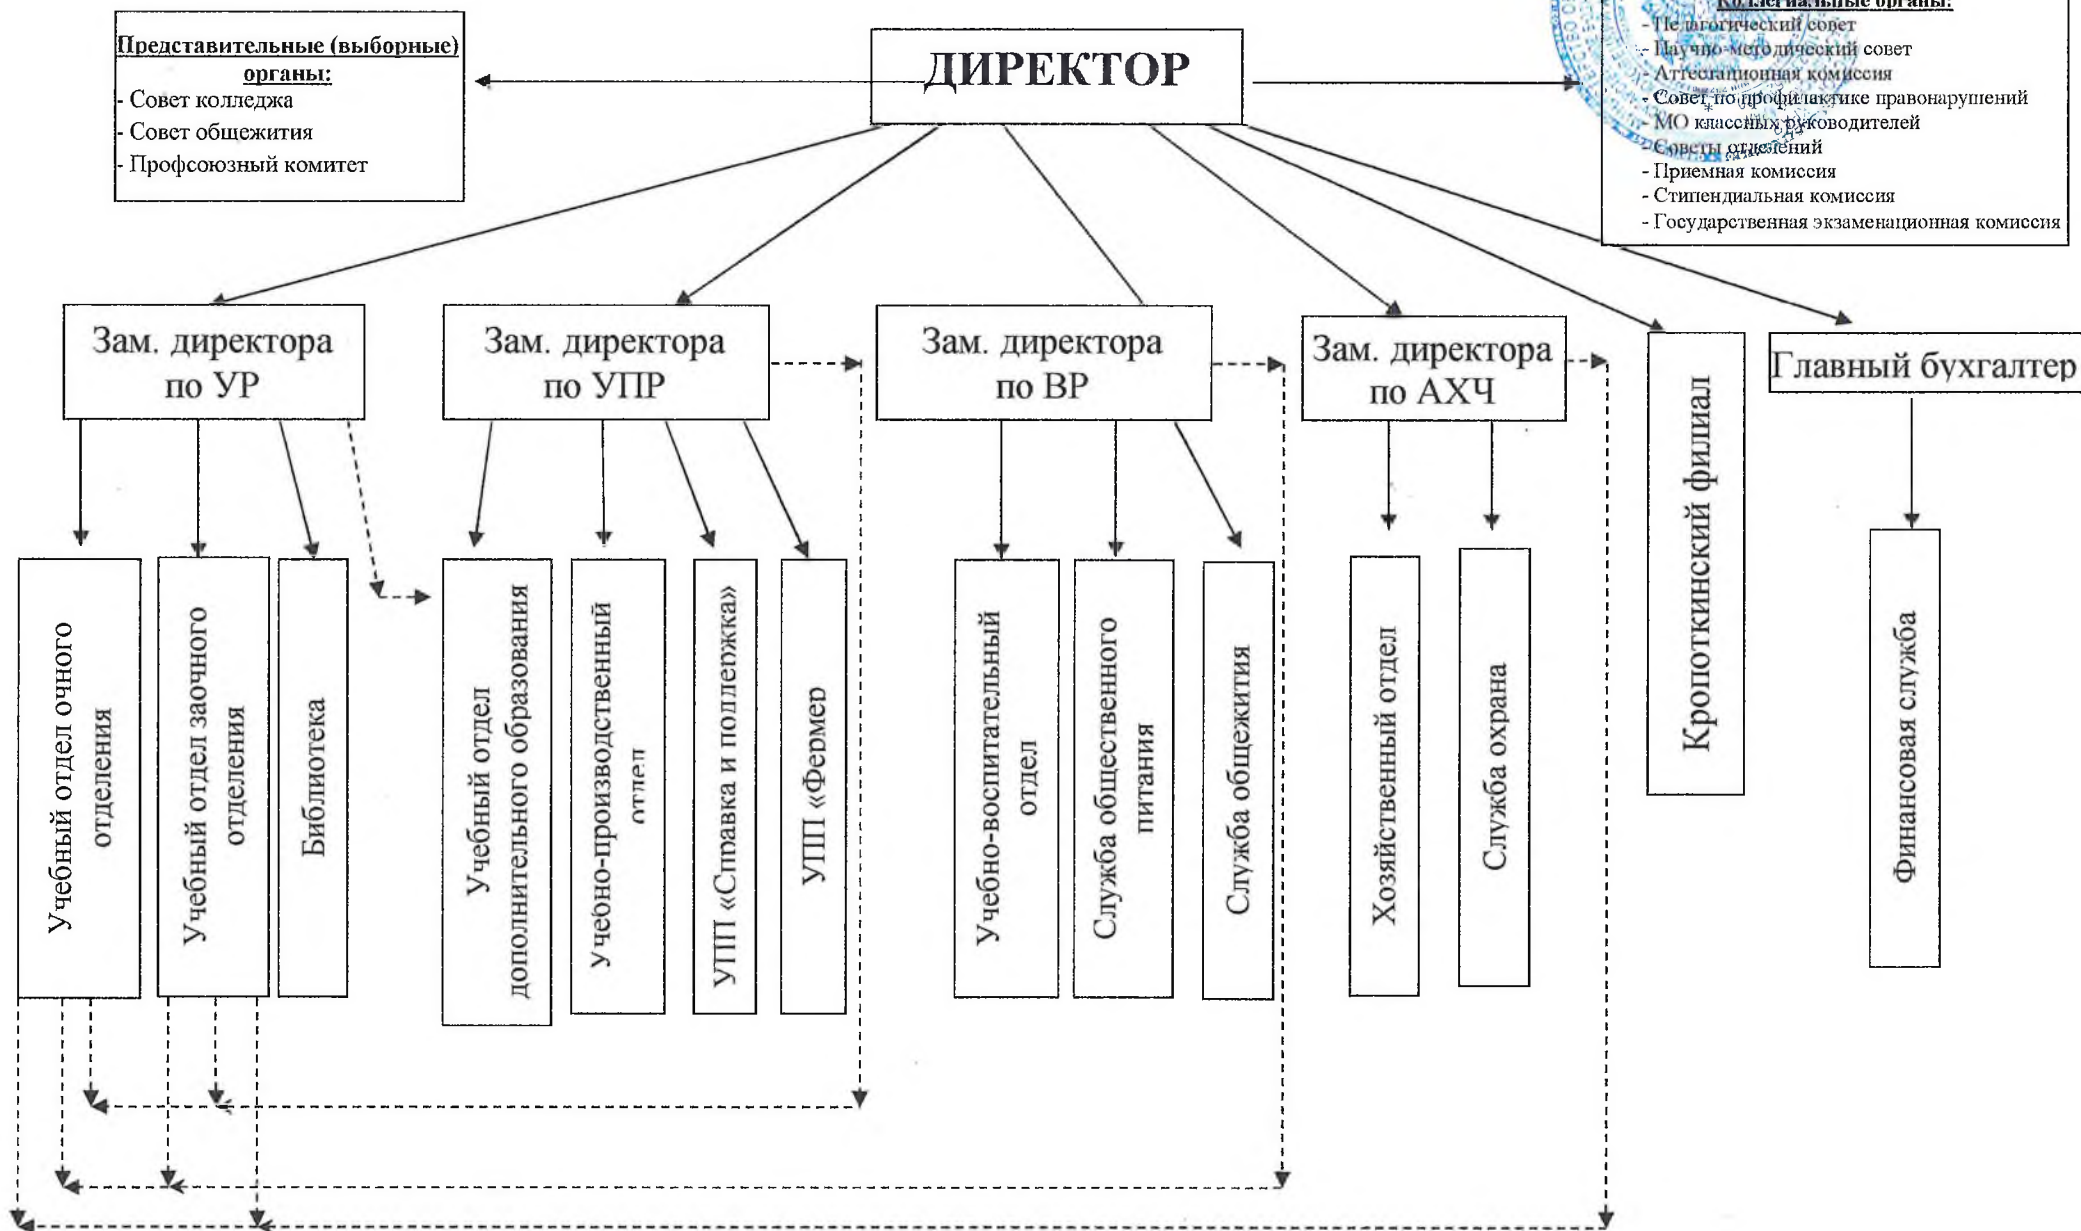 Представительные (выборные)
органы:
- Совет колледжа
- Совет общежития
- Профсоюзный комитет
ДИРЕКТОР
Коллегиальные органы:
- Педагогический совет
- Научно-методический совет
- Аттестационная комиссия
- Совет по профилактике правонарушений
- МО классных руководителей
- Советы отделений
- Приемная комиссия
- Стипендиальная комиссия
- Государственная экзаменационная комиссия
Зам. директора
по УР
Зам. директора
по УПР
Зам. директора
по ВР
Зам. директора
по АХЧ
Кропоткинский филиал
Главный бухгалтер
Учебный отдел очного
отделения
Учебный отдел заочного
отделения
Библиотека
Учебный отдел
дополнительного образования
Учебно-производственный
отдел
УПП «Справка и поддержка»
УПП «Фермер
Учебно-воспитательный
отдел
Служба общественного
питания
Служба общежития
Хозяйственный отдел
Служба охрана
Финансовая служба